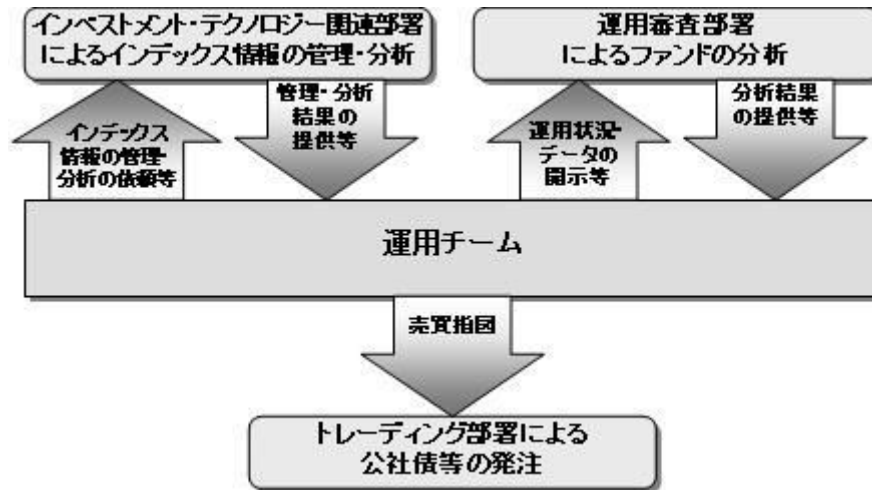 インベストメント・テクノロジー関連部署
によるインデックス情報の管理・分析
運用審査部署
によるファンドの分析
インデックス
情報の管理・
分析の依頼等
管理・分析
結果の
提供等
運用状況・
データの
開示等
分析結果
の提供等
運用チーム
売買指図
トレーディング部署による
公社債等の発注